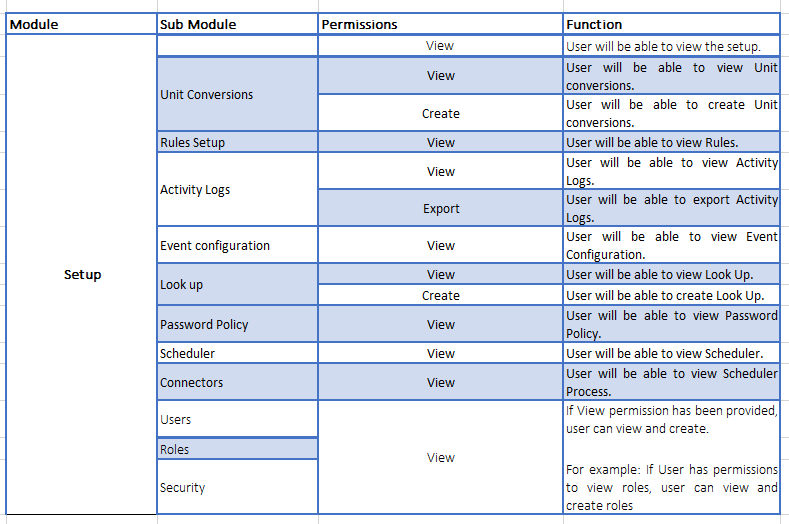 Module Sub Module Permissions Function
View User will be able to view the setup.
Setup
Unit Conversions
View User will be able to view Unit
conversions.
Create User will be able to create Unit
conversions.
Rules Setup View User will be able to view Rules.
Activity Logs
View User will be able to view Activity
Logs.
Export User will be able to export Activity
Logs.
Event configuration View User will be able to view Event
Configuration.
Look up
View User will be able to view Look Up.
Create User will be able to create Look Up.
Password Policy View User will be able to view Password
Policy.
Scheduler View User will be able to view Scheduler.
Connectors View User will be able to view Scheduler
Process.
Users
Roles
Security
View
If View permission has been provided,
user can view and create.
For example: If User has permissions
to view roles, user can view and
create roles